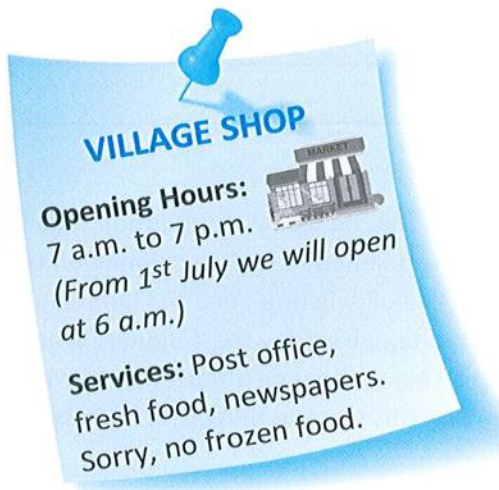 VILLAGE SHOP
MARKET
Opening Hours:
7 a.m. to 7 p.m.
(From 1st July we will open
at 6 a.m.)
Services: Post office,
fresh food, newspapers.
Sorry, no frozen food.